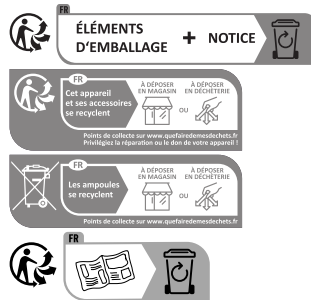 FR
ÉLÉMENTS
D'EMBALLAGE + NOTICE
FR
Cet appareil
et ses accessoires
se recyclent
À DÉPOSER
EN MAGASIN
OU
À DÉPOSER
EN DÉCHÈTERIE
Points de collecte sur www.quefairedemesdechets.fr
Privilégiez la réparation ou le don de votre appareil !
FR
Les ampoules
se recyclent
À DÉPOSER
EN MAGASIN
OU
À DÉPOSER
EN DÉCHÈTERIE
Points de collecte sur www.quefairedemesdechets.fr
FR